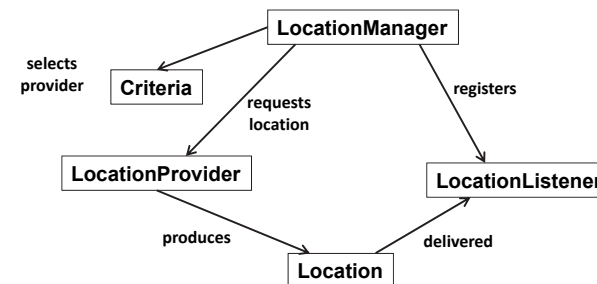 LocationManager
selects
provider
Criteria
requests
location
registers
LocationProvider
LocationListener
produces
delivered
Location